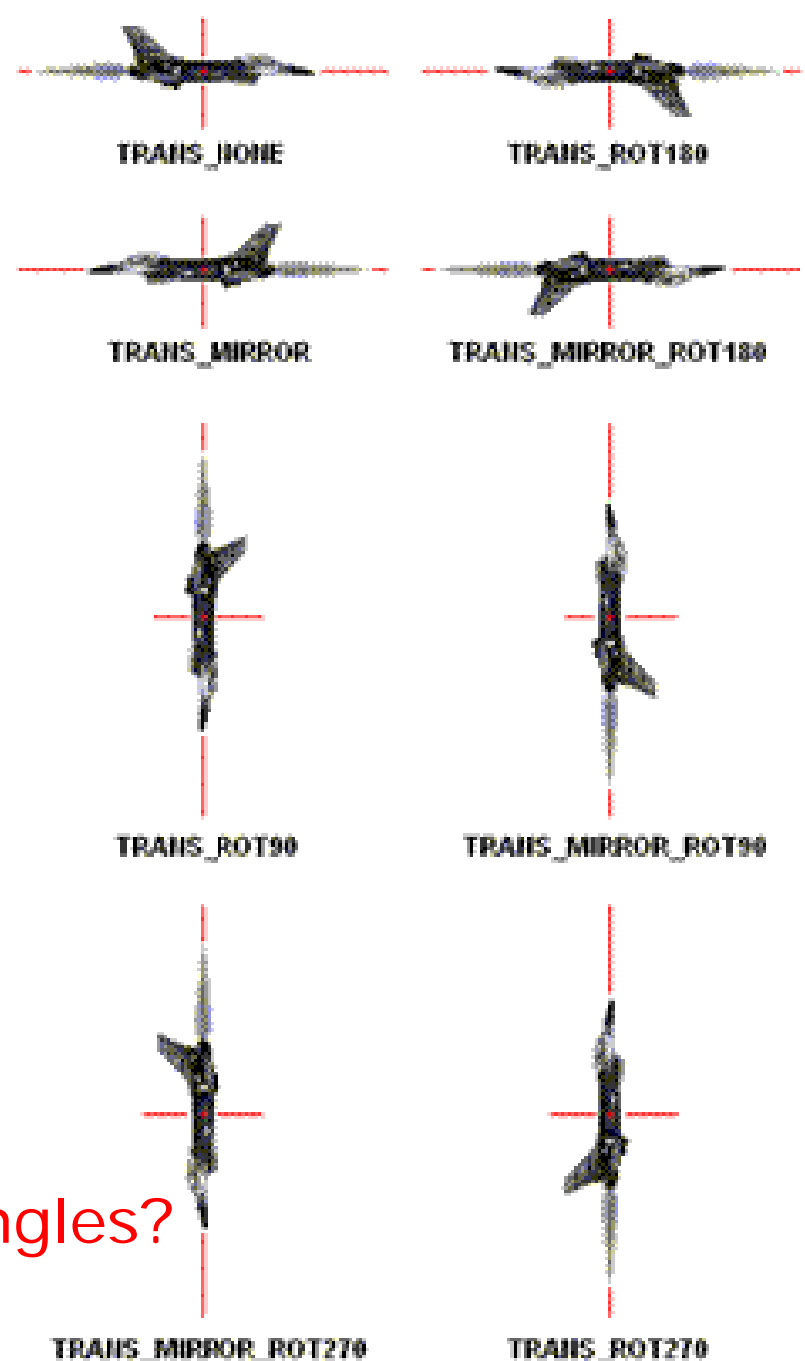 TRANS_NONE
TRANS_ROT180
TRANS_MIRROR
TRANS_MIRROR_ROT180
TRANS_ROT90
TRANS_MIRROR_ROT90
ngles?
TRANS_MIRROR_ROT270
TRANS_ROT270